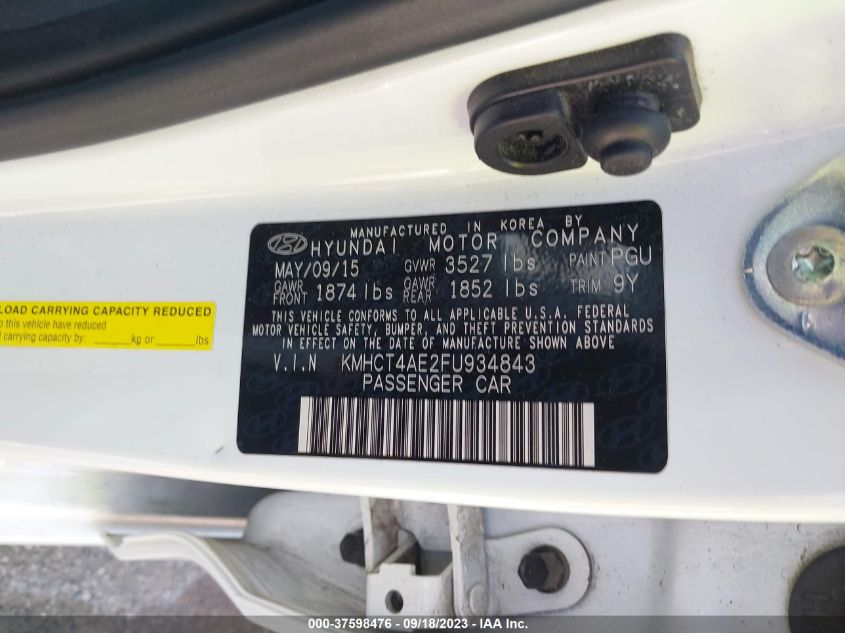 MANUFACTURED IN KOREA BY
HYUNDAI MOTOR COMPANY
MAY/09/15 GVWR 3527 lbs PAINT PGU
GAWR FRONT 1874 lbs GAWR REAR 1852 lbs TRIM 9Y
THIS VEHICLE CONFORMS TO ALL APPLICABLE U.S.A. FEDERAL
MOTOR VEHICLE SAFETY, BUMPER, AND THEFT PREVENTION STANDARDS
IN EFFECT ON THE DATE OF MANUFACTURE SHOWN ABOVE.
V.I.N KMHCT4AE2FU934843
PASSENGER CAR
LOAD CARRYING CAPACITY REDUCED
this vehicle have reduced
carrying capacity by: ______kg or ______lbs
000-37598476 - 09/18/2023 - IAA Inc.